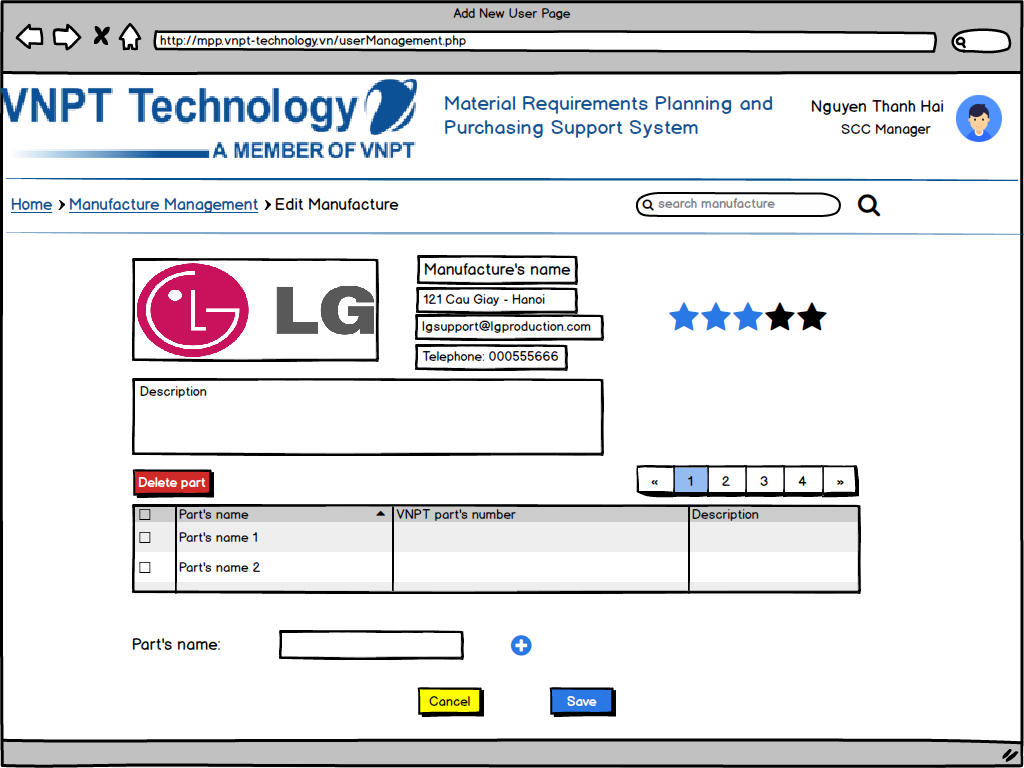 Add New User Page
http://mpp.vnpt-technology.vn/userManagement.php
VNPT Technology
A MEMBER OF VNPT
Material Requirements Planning and
Purchasing Support System
Nguyen Thanh Hai
SCC Manager
Home > Manufacture Management > Edit Manufacture
search manufacture
LG
Manufacture's name
121 Cau Giay - Hanoi
lgsupport@lgproduction.com
Telephone: 000555666
Description
Delete part
« 1 2 3 4 »
Part's name VNPT part's number Description
Part's name 1
Part's name 2
Part's name:
Cancel Save